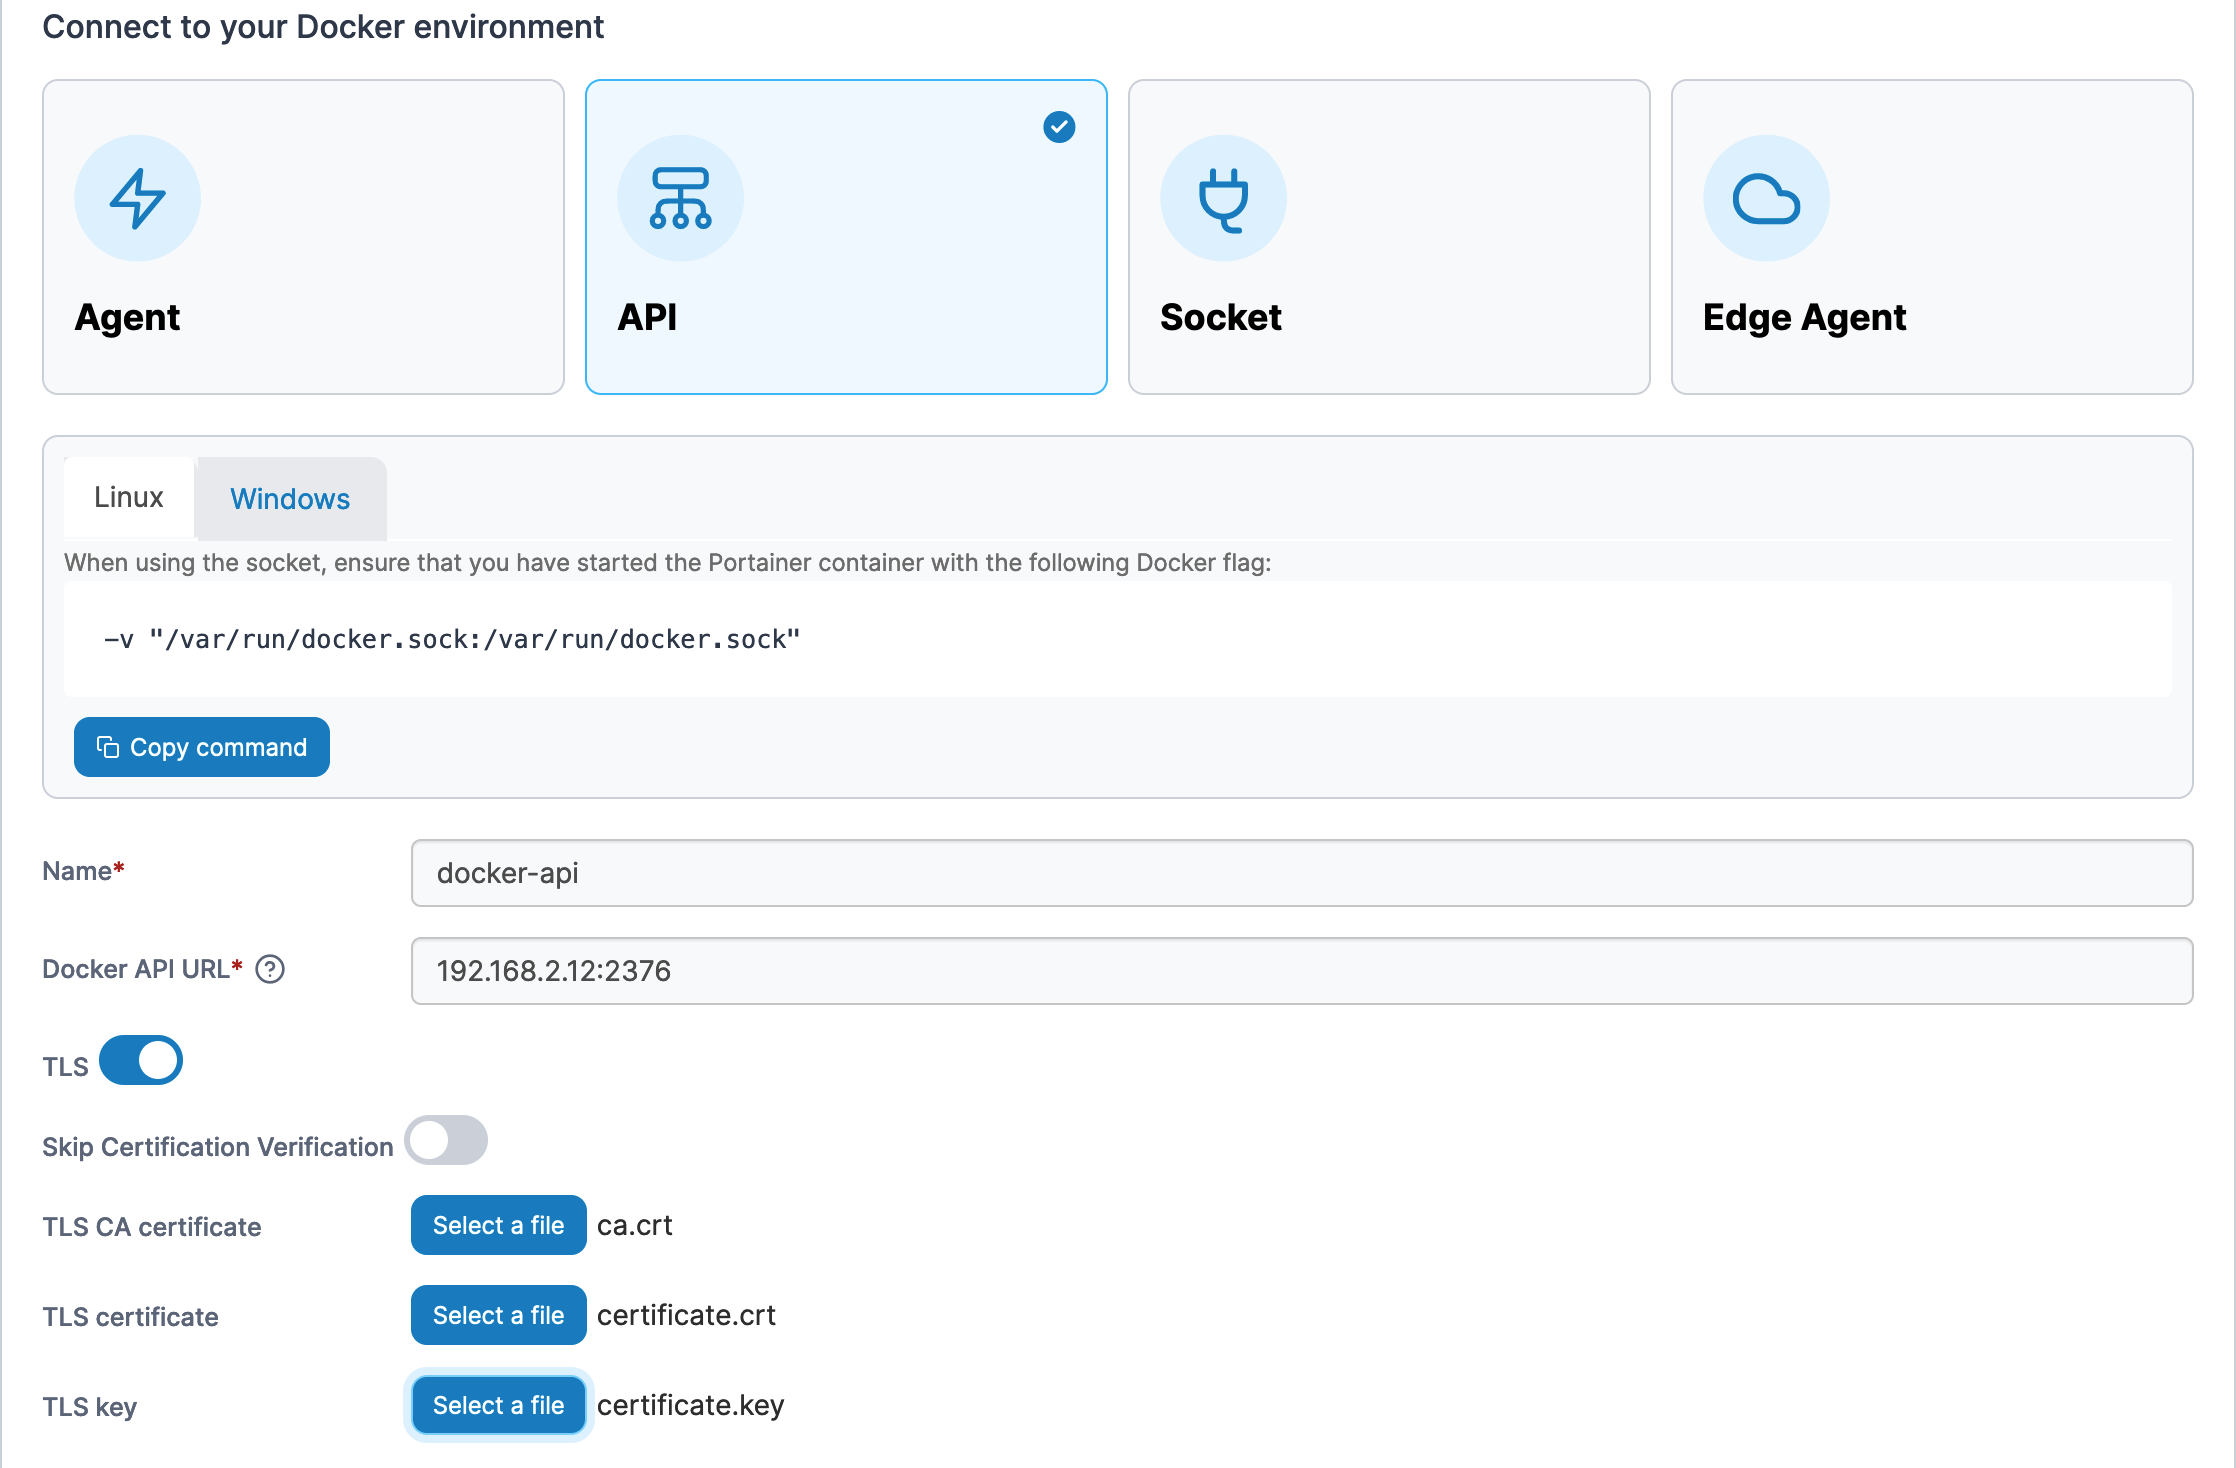 Connect to your Docker environment
Agent
API
Socket
Edge Agent
Linux
Windows
When using the socket, ensure that you have started the Portainer container with the following Docker flag:
-v "/var/run/docker.sock:/var/run/docker.sock"
Copy command
Name*
docker-api
Docker API URL*
192.168.2.12:2376
TLS
Skip Certification Verification
TLS CA certificate
Select a file ca.crt
TLS certificate
Select a file certificate.crt
TLS key
Select a file certificate.key